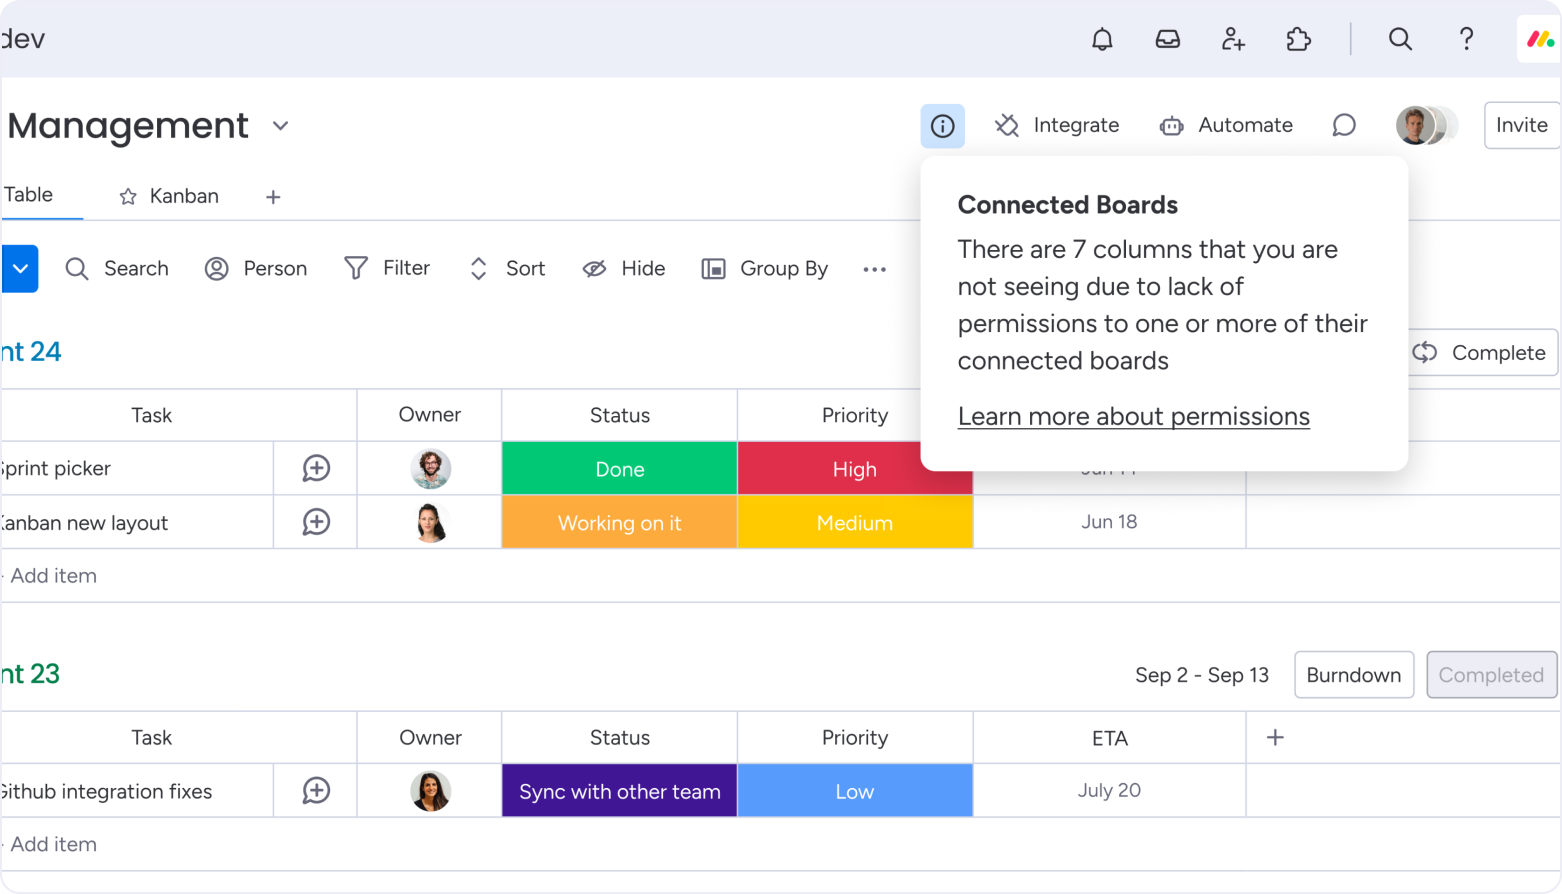 dev
Management
Integrate
Automate
Invite
Table
Kanban
Connected Boards
There are 7 columns that you are
not seeing due to lack of
permissions to one or more of their
connected boards
Learn more about permissions
Search
Person
Filter
Sort
Hide
Group By
nt 24
Complete
Task
Owner
Status
Priority
Sprint picker
Done
High
Kanban new layout
Working on it
Medium
Jun 18
Add item
nt 23
Sep 2 - Sep 13
Burndown
Completed
Task
Owner
Status
Priority
ETA
Github integration fixes
Sync with other team
Low
July 20
Add item